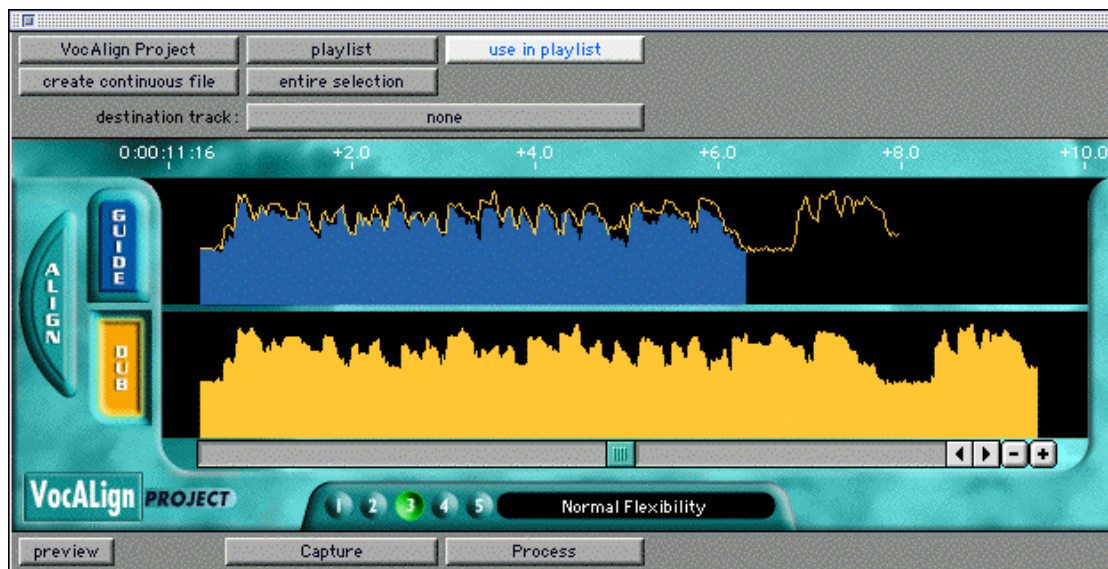 VocAlign Project playlist use in playlist
create continuous file entire selection
destination track: none
0:00:11:16 +2.0 +4.0 +6.0 +8.0 +10.0
ALIGN
GUIDE
DUB
VocALign PROJECT
1 2 3 4 5 Normal Flexibility
preview Capture Process